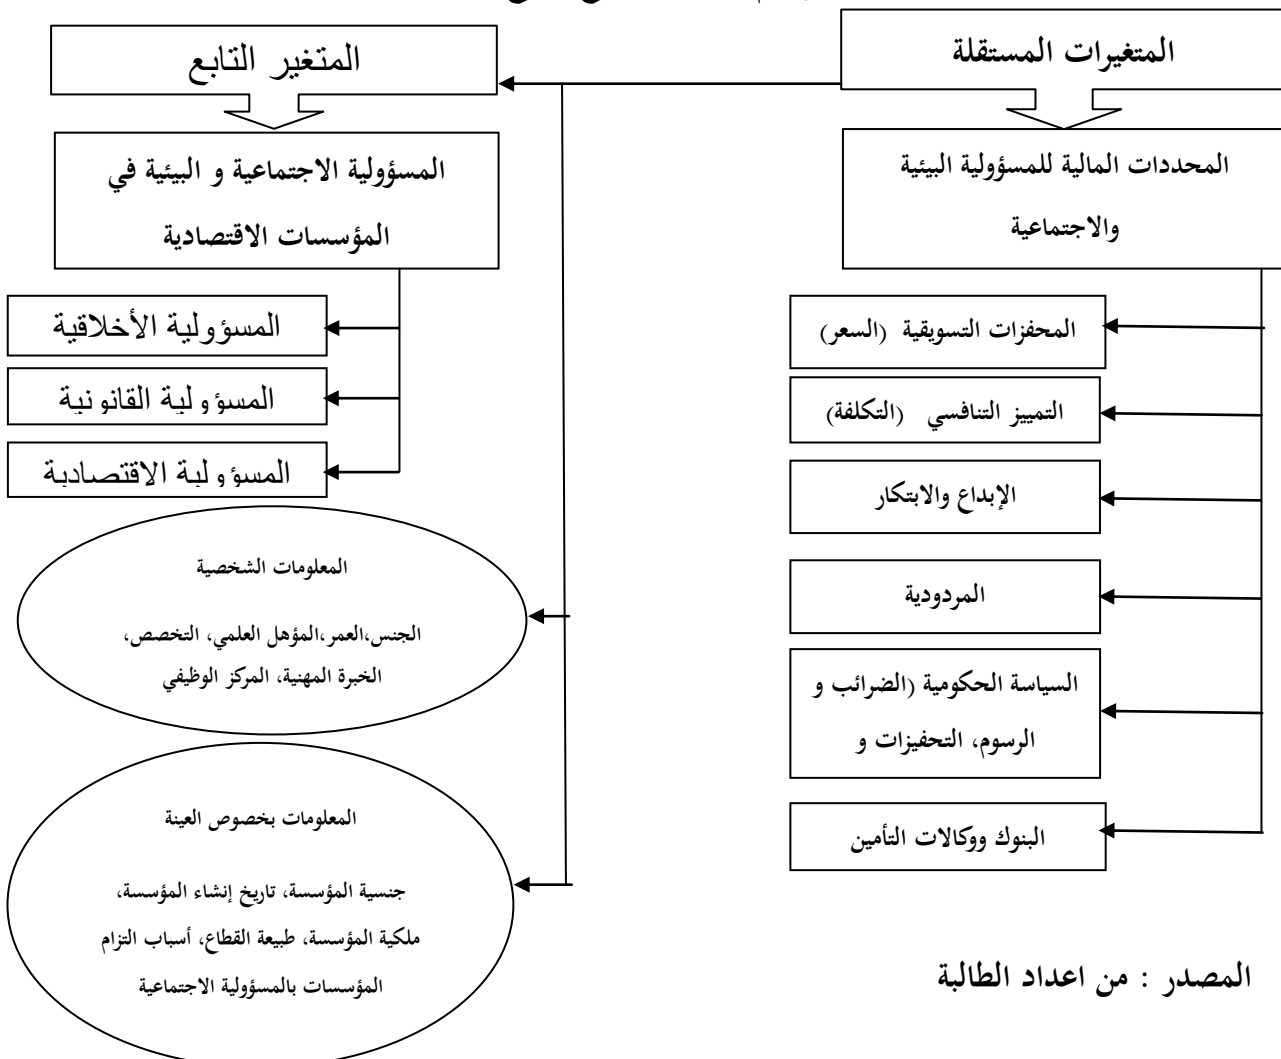 المتغيرات المستقلة
المتغير التابع
المحددات المالية للمسؤولية البيئية
والاجتماعية
المسؤولية الاجتماعية و البيئية في
المؤسسات الاقتصادية
المحفزات التسويقية (السعر)
التمييز التنافسي (التكلفة)
الإبداع والابتكار
المردودية
السياسة الحكومية (الضرائب و
الرسوم، التحفيزات و
البنوك ووكالات التأمين
المسؤولية الأخلاقية
المسؤولية القانونية
المسؤولية الاقتصادية
المعلومات الشخصية
الجنس،العمر،المؤهل العلمي، التخصص،
الخبرة المهنية، المركز الوظيفي
المعلومات بخصوص العينة
جنسية المؤسسة، تاريخ إنشاء المؤسسة،
ملكية المؤسسة، طبيعة القطاع، أسباب التزام
المؤسسات بالمسؤولية الاجتماعية
المصدر : من اعداد الطالبة